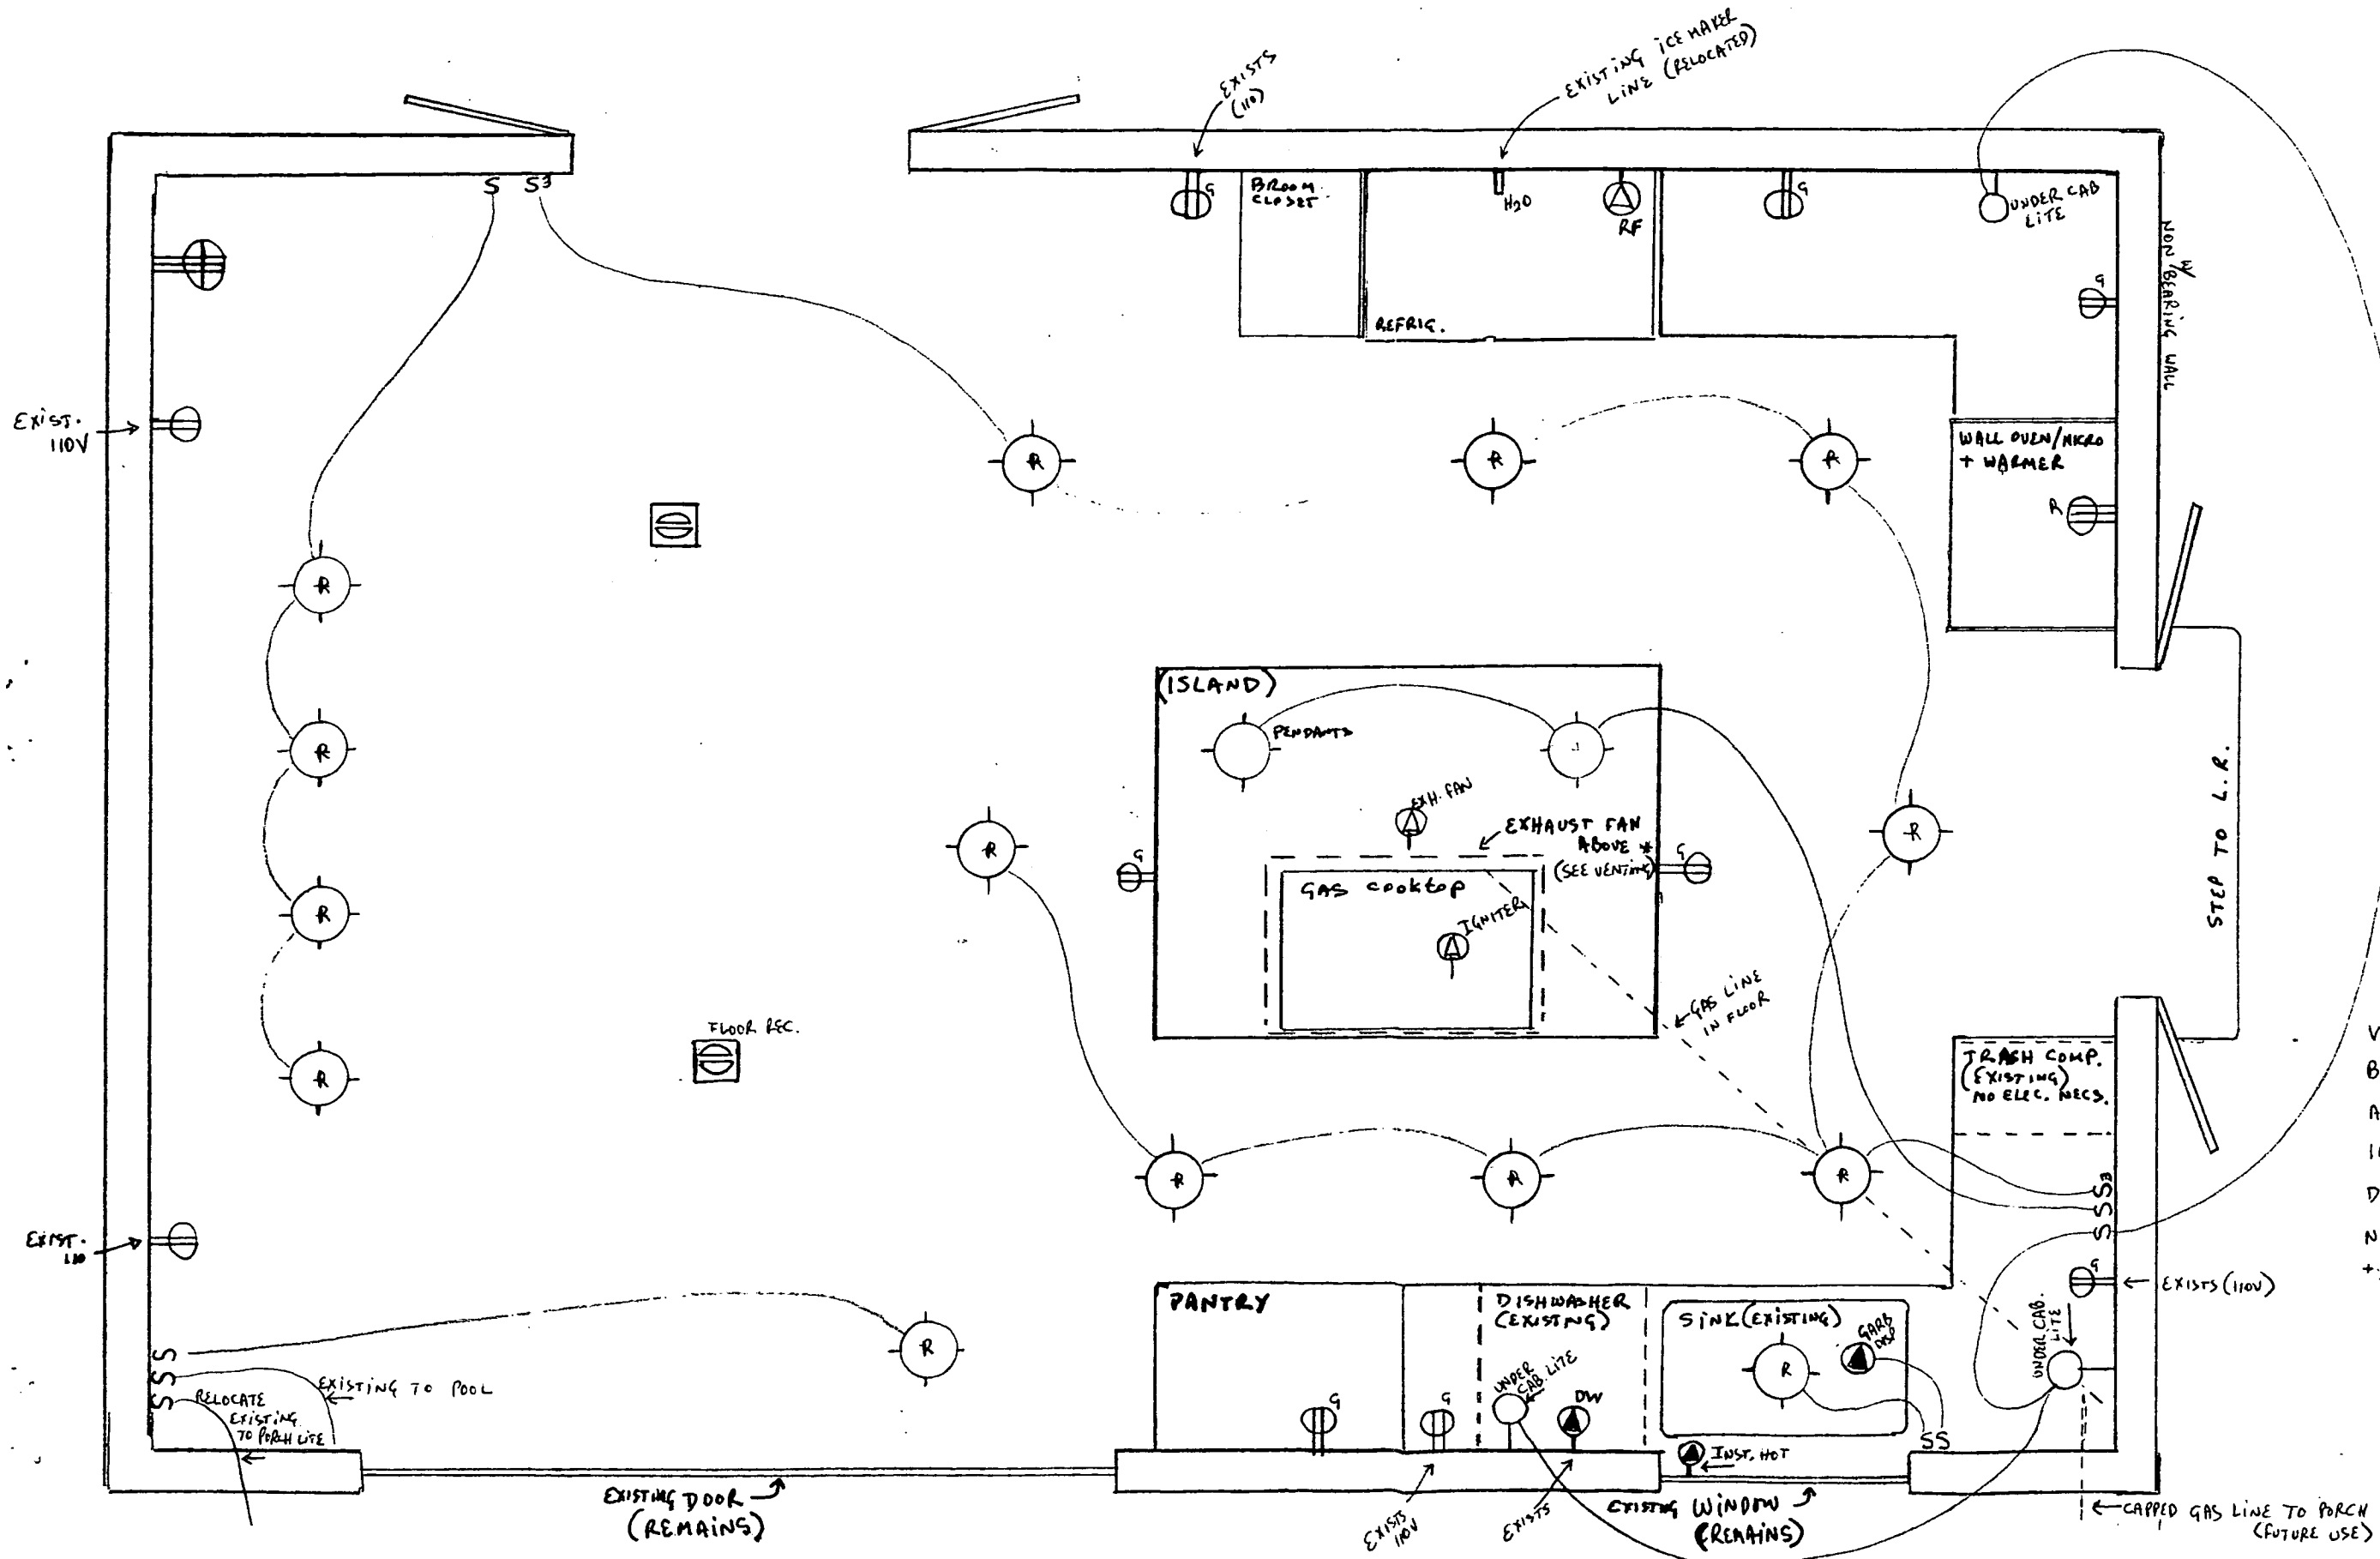 EXISTS
(110)
EXISTING ICE MAKER
LINE (RELOCATED)
S S3
G
BROOM
CLOSET
H2O
RF
G
UNDER CAB
LITE
REFRIG.
G
NON BEARING WALL
EXIST.
110V
R
R
R
WALL OVEN/MICRO
+ WARMER
R
R
(ISLAND)
PENDANTS
R
EXH. FAN
EXHAUST FAN
ABOVE *
(SEE VENTING)
R
R
G
G
GAS COOKTOP
IGNITER
STEP TO L.R.
R
GAS LINE
IN FLOOR
FLOOR REC.
R
TRASH COMP.
(EXISTING)
NO ELEC. NECS.
V
B
A
D
N
+
R
R
R
S3
S
S
EXIST.
110
G
EXISTS (110V)
PANTRY
DISHWASHER
(EXISTING)
SINK (EXISTING)
GARB
DISP
UNDER CAB.
LITE
R
R
S
S
S
EXISTING TO POOL
RELOCATE
EXISTING
TO PORCH LITE
G
G
UNDER
CAB. LITE
DW
SS
INST. HOT
EXISTING DOOR
(REMAINS)
EXISTS
110V
EXISTS
EXISTNG WINDOW
(REMAINS)
CAPPED GAS LINE TO PORCH
(FUTURE USE)